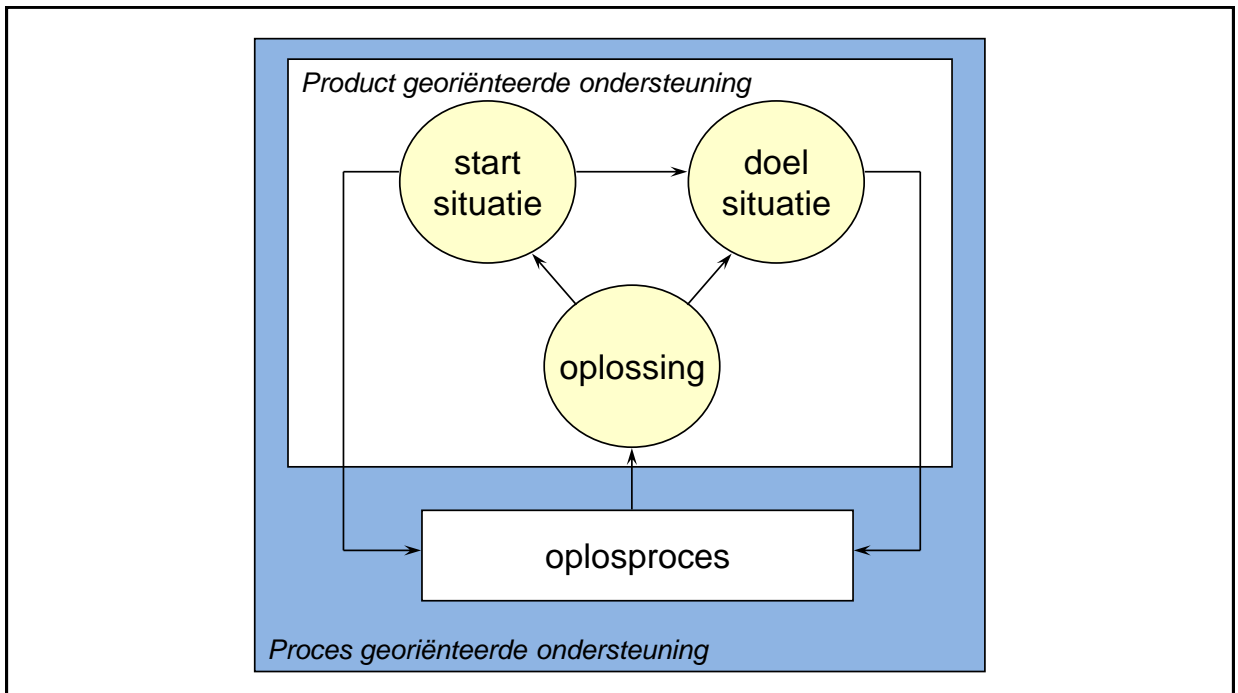 Product georiënteerde ondersteuning
start
situatie
doel
situatie
oplossing
oplosproces
Proces georiënteerde ondersteuning